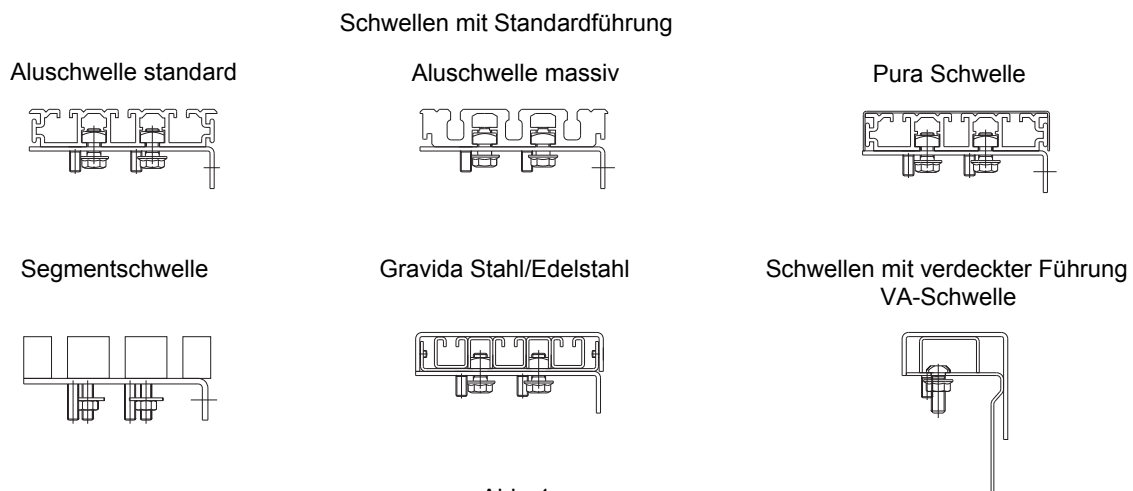 Schwellen mit Standardführung
Aluschwelle standard
Aluschwelle massiv
Pura Schwelle
Segmentschwelle
Gravida Stahl/Edelstahl
Schwellen mit verdeckter Führung
VA-Schwelle